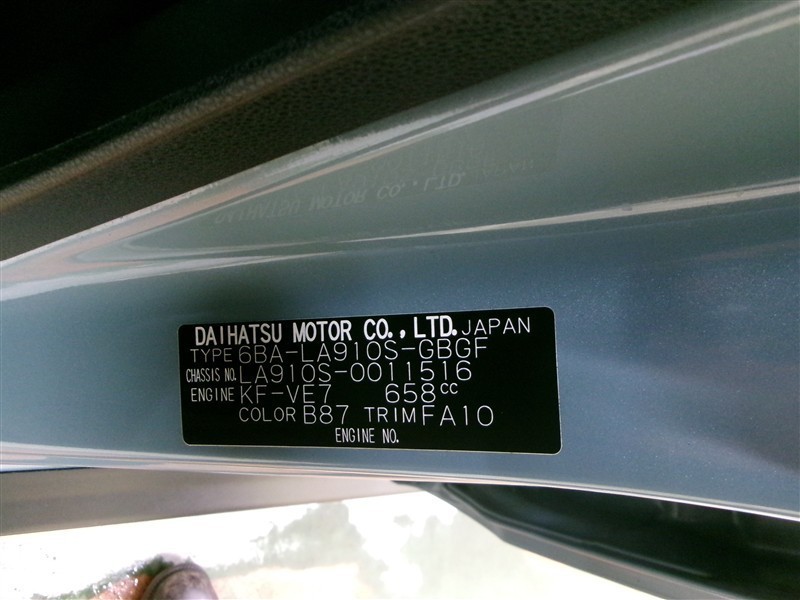 DAIHATSU MOTOR CO., LTD. JAPAN
TYPE 6BA-LA910S-GBGF
CHASSIS NO. LA910S-0011516
ENGINE KF-VE7 658cc
COLOR B87 TRIM FA10
ENGINE NO.